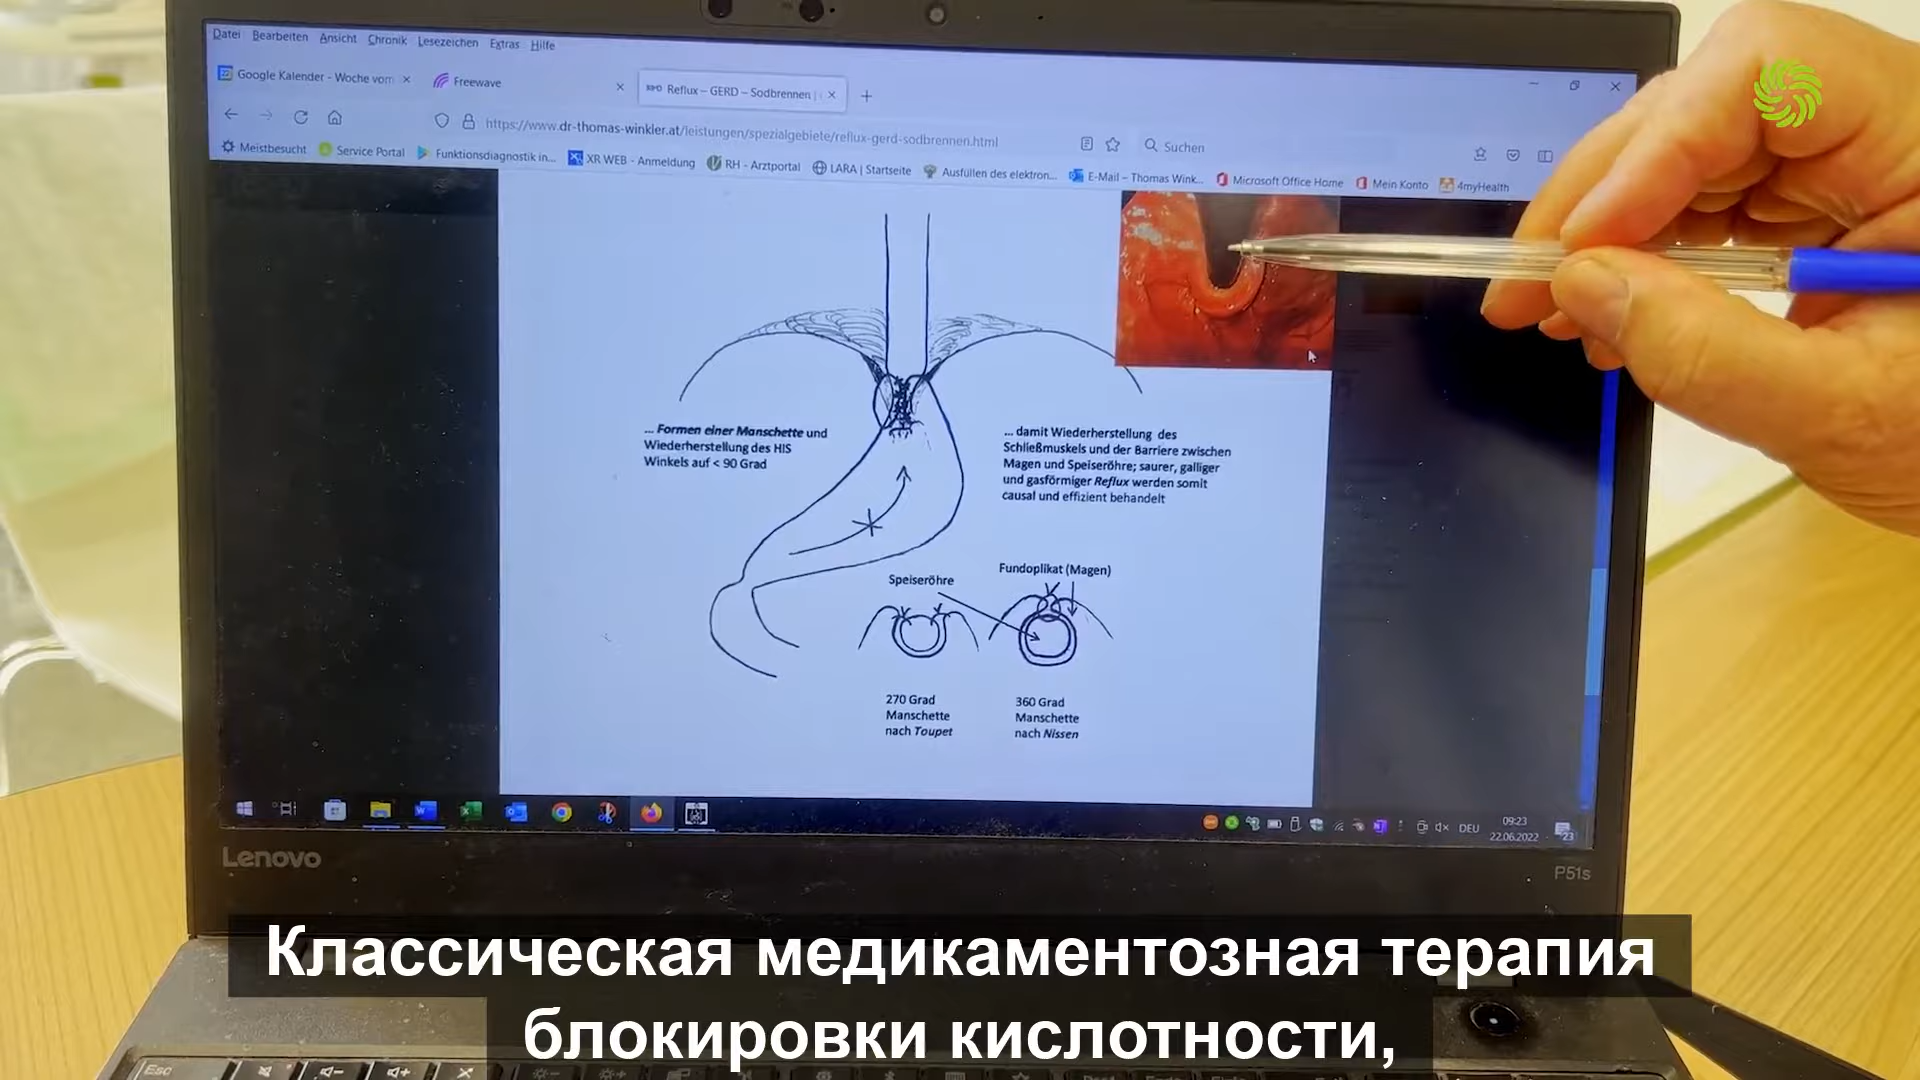 Datei Bearbeiten Ansicht Chronik Lesezeichen Extras Hilfe
Google Kalender - Woche vom
Freewave
Reflux – GERD – Sodbrennen |
https://www.dr-thomas-winkler.at/leistungen/spezialgebiete/reflux-gerd-sodbrennen.html
Suchen
Meistbesucht Service Portal Funktionsdiagnostik in... XR WEB - Anmeldung RH - Arztportal LARA | Startseite Ausfüllen des elektron... E-Mail – Thomas Wink... Microsoft Office Home Mein Konto 4myHealth
... Formen einer Manschette und
Wiederherstellung des HIS
Winkels auf < 90 Grad
... damit Wiederherstellung des
Schließmuskels und der Barriere zwischen
Magen und Speiseröhre; saurer, galliger
und gasförmiger Reflux werden somit
causal und effizient behandelt
Speiseröhre
Fundoplikat (Magen)
270 Grad
Manschette
nach Toupet
360 Grad
Manschette
nach Nissen
DEU
09:23
22.06.2022
23
Lenovo
P51s
Esc
Классическая медикаментозная терапия
блокировки кислотности,